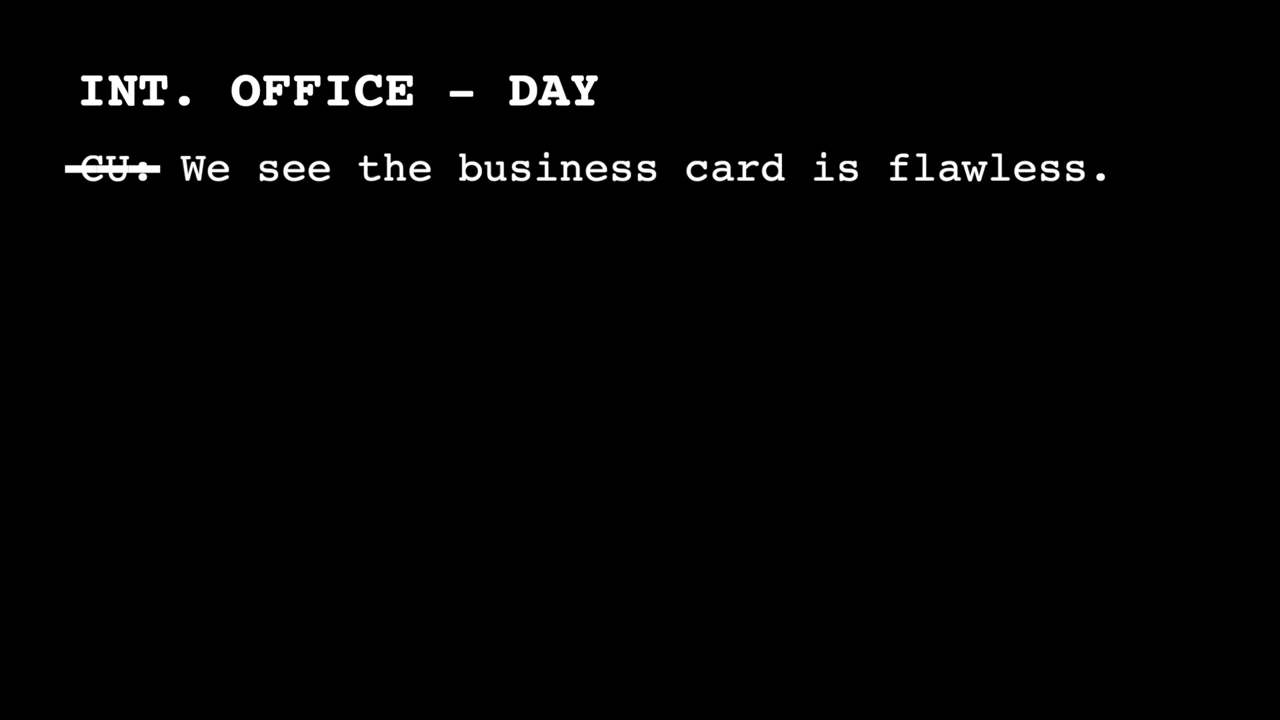 INT. OFFICE – DAY
CU: We see the business card is flawless.